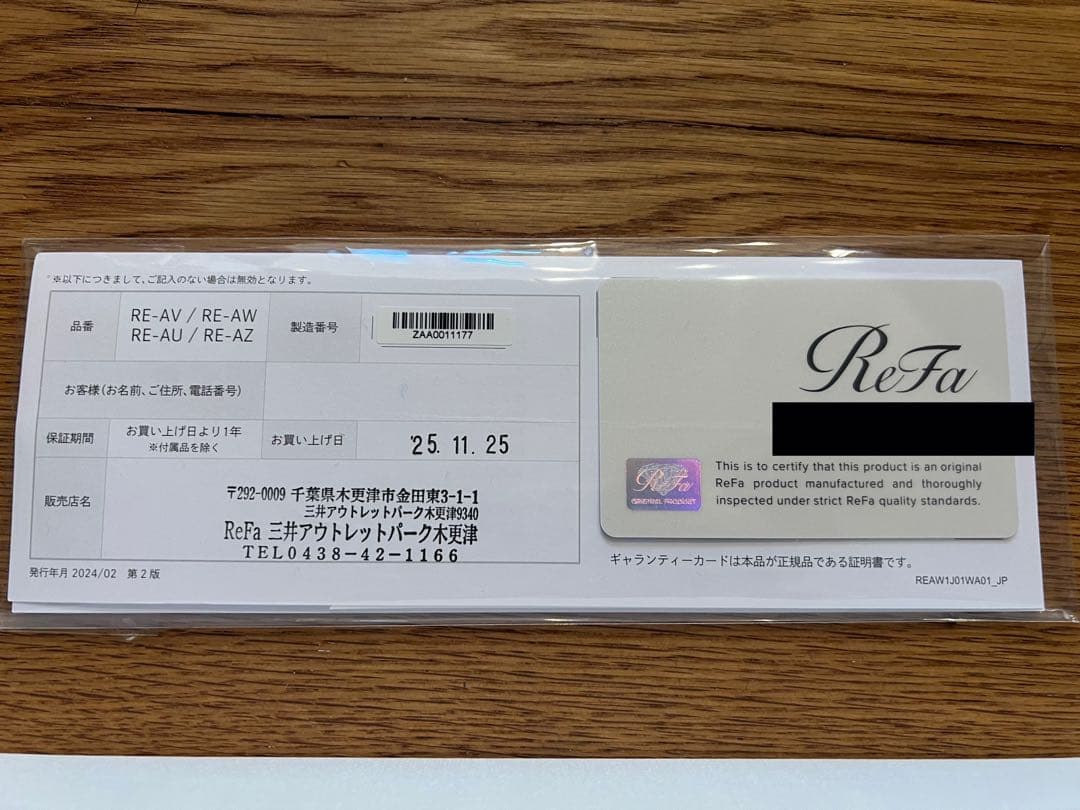 ※以下につきまして、ご記入のない場合は無効となります。
品番
RE-AV / RE-AW
RE-AU / RE-AZ
製造番号
ZAA0011177
お客様(お名前、ご住所、電話番号)
保証期間
お買い上げ日より1年
※付属品を除く
お買い上げ日
'25. 11. 25
販売店名
〒292-0009 千葉県木更津市金田東3-1-1
三井アウトレットパーク木更津9340
ReFa 三井アウトレットパーク木更津
TEL0438-42-1166
発行年月 2024/02 第2版
ReFa
ReFa
ORIGINAL PRODUCT
This is to certify that this product is an original
ReFa product manufactured and thoroughly
inspected under strict ReFa quality standards.
ギャランティーカードは本品が正規品である証明書です。
REAW1J01WA01_JP